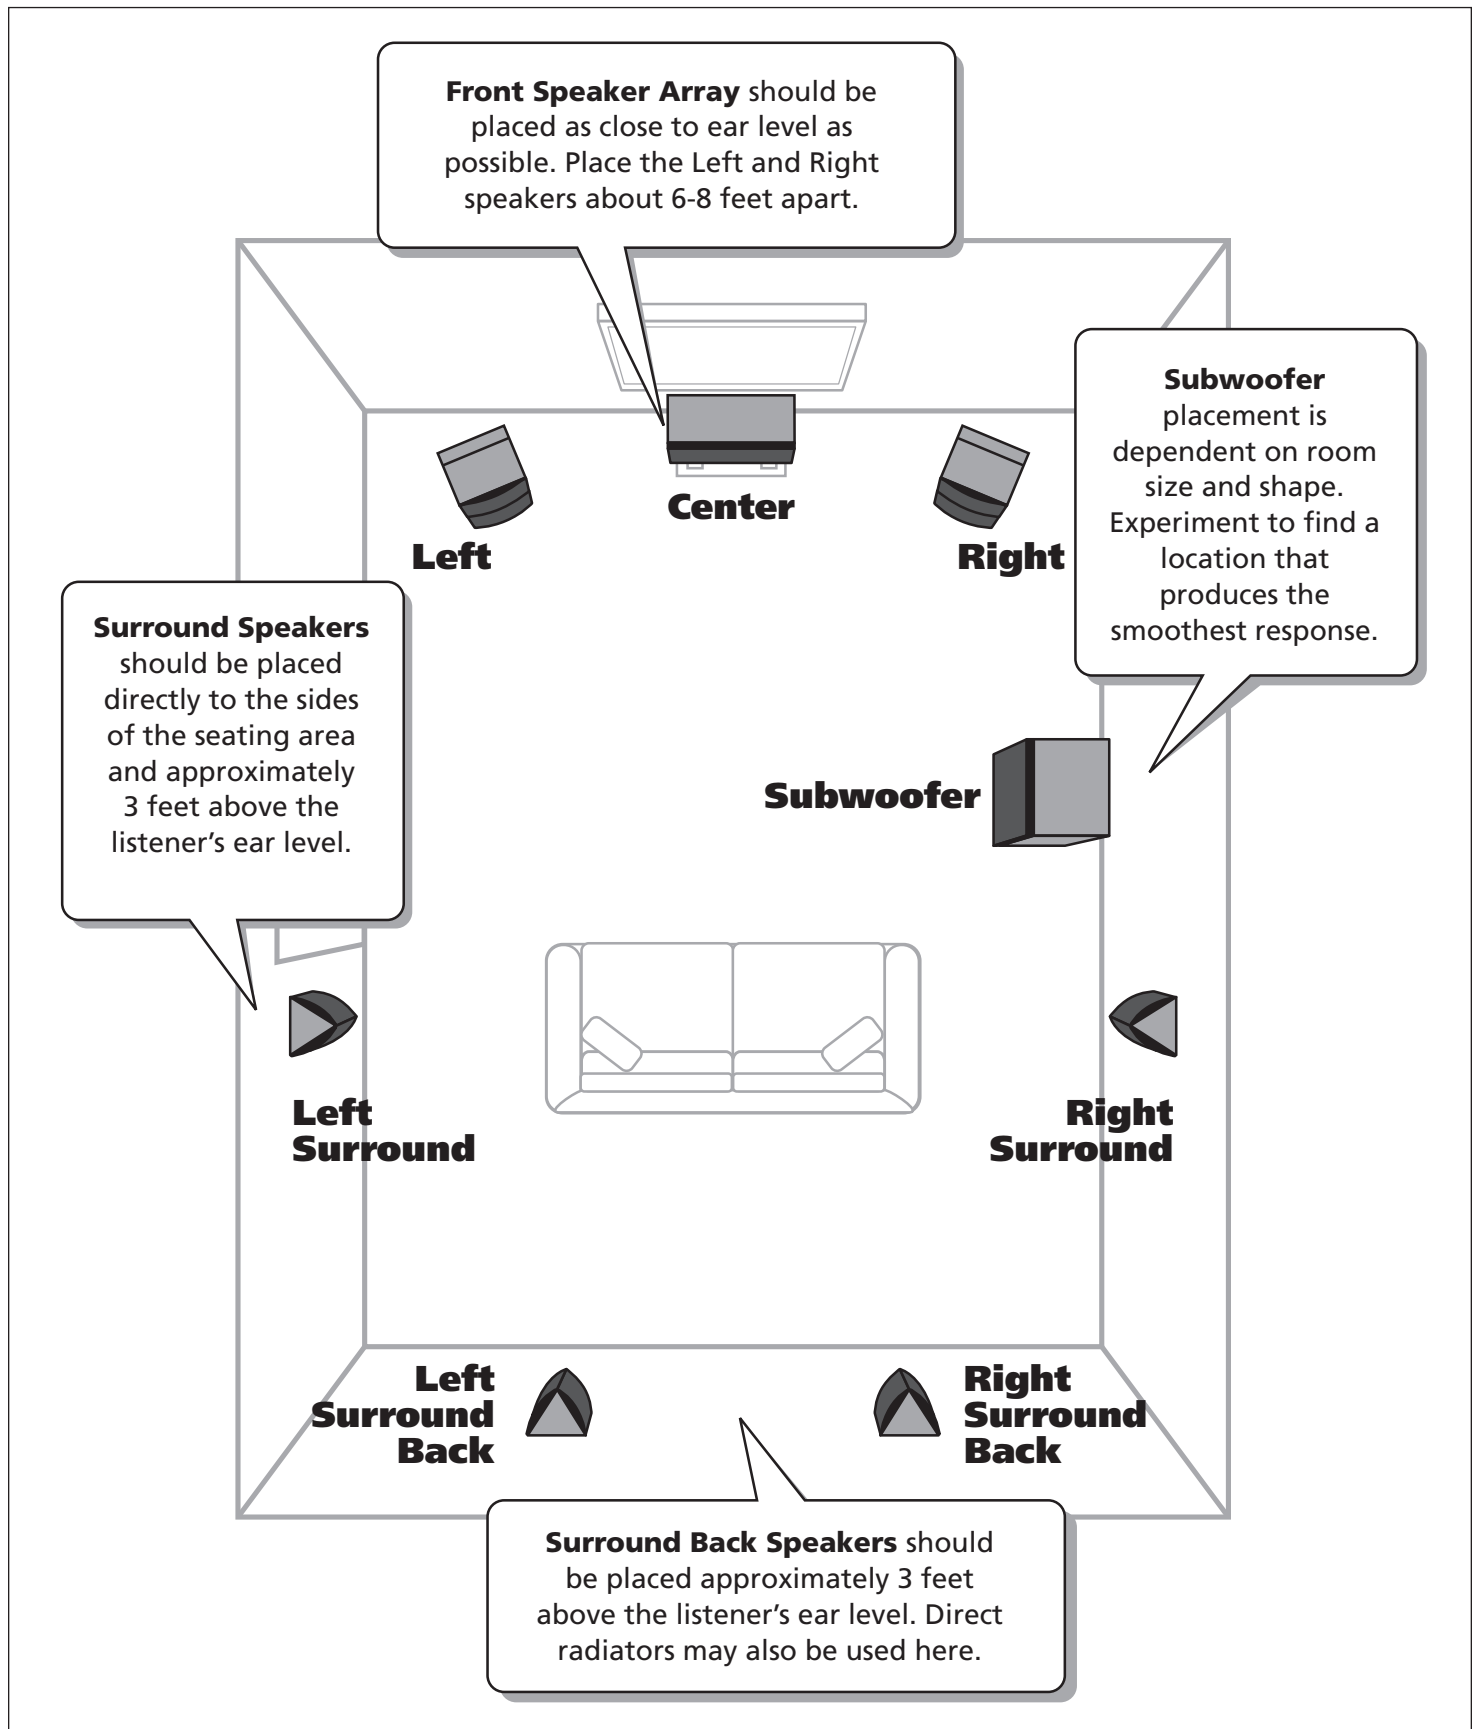 Front Speaker Array should be
placed as close to ear level as
possible. Place the Left and Right
speakers about 6-8 feet apart.
Subwoofer
placement is
dependent on room
size and shape.
Experiment to find a
location that
produces the
smoothest response.
Center
Left
Right
Surround Speakers
should be placed
directly to the sides
of the seating area
and approximately
3 feet above the
listener’s ear level.
Subwoofer
Left
Surround
Right
Surround
Left
Surround
Back
Right
Surround
Back
Surround Back Speakers should
be placed approximately 3 feet
above the listener’s ear level. Direct
radiators may also be used here.